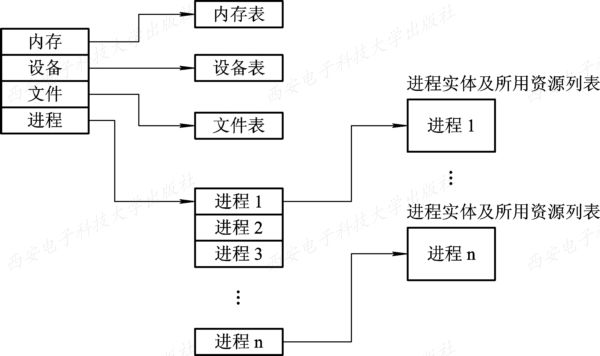 内存
设备
文件
进程
内存表
设备表
文件表
进程 1
进程 2
进程 3
⋮
进程 n
进程实体及所用资源列表
进程 1
⋮
进程实体及所用资源列表
进程 n
西安电子科技大学出版社
西安电子科技大学出版社
西安电子科技大学出版社
西安电子科技大学出版社